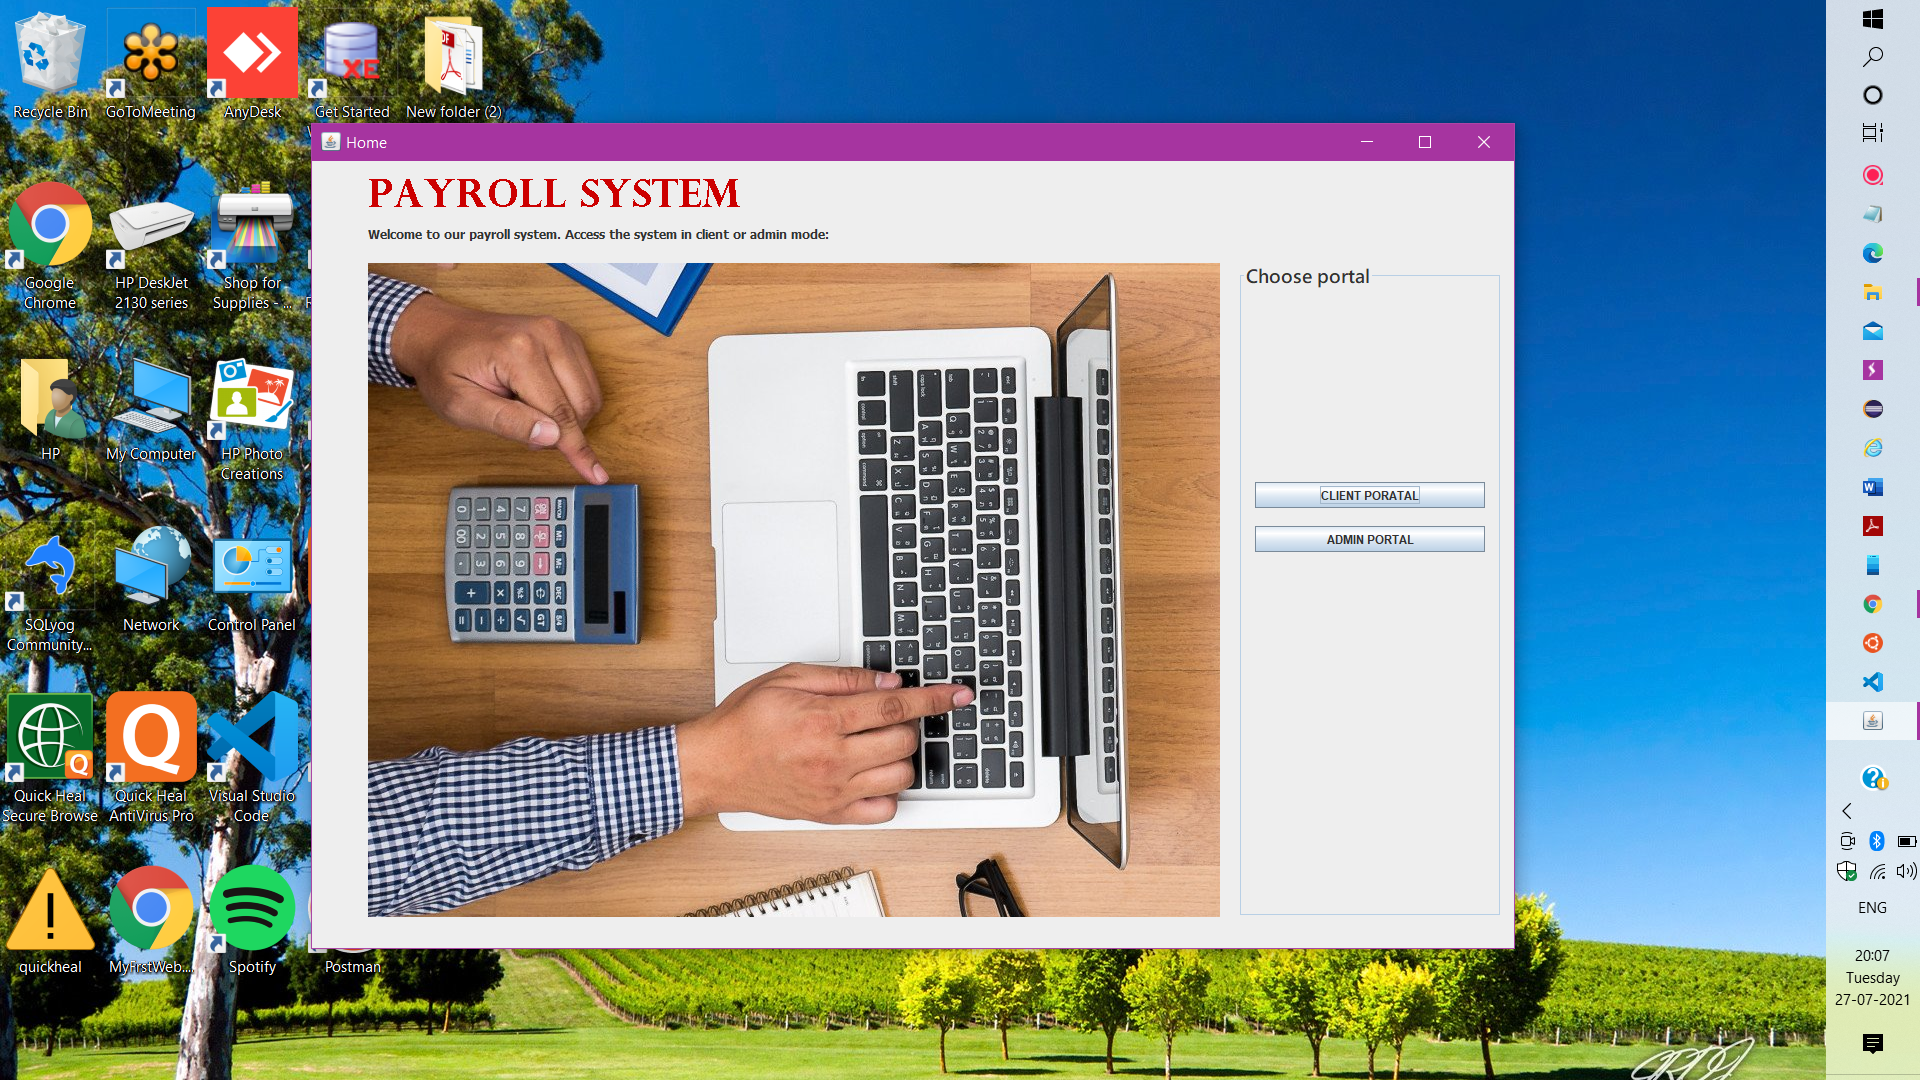 Recycle Bin
GoToMeeting
AnyDesk
Get Started
New folder (2)
XE
Google
Chrome
HP DeskJet
2130 series
Shop for
Supplies - ...
HP
My Computer
HP Photo
Creations
SQLyog
Community...
Network
Control Panel
Quick Heal
Secure Browse
Quick Heal
AntiVirus Pro
Visual Studio
Code
quickheal
MyFirstWeb...
Spotify
Postman
Home
PAYROLL SYSTEM
Welcome to our payroll system. Access the system in client or admin mode:
Choose portal
CLIENT PORATAL
ADMIN PORTAL
ENG
20:07
Tuesday
27-07-2021